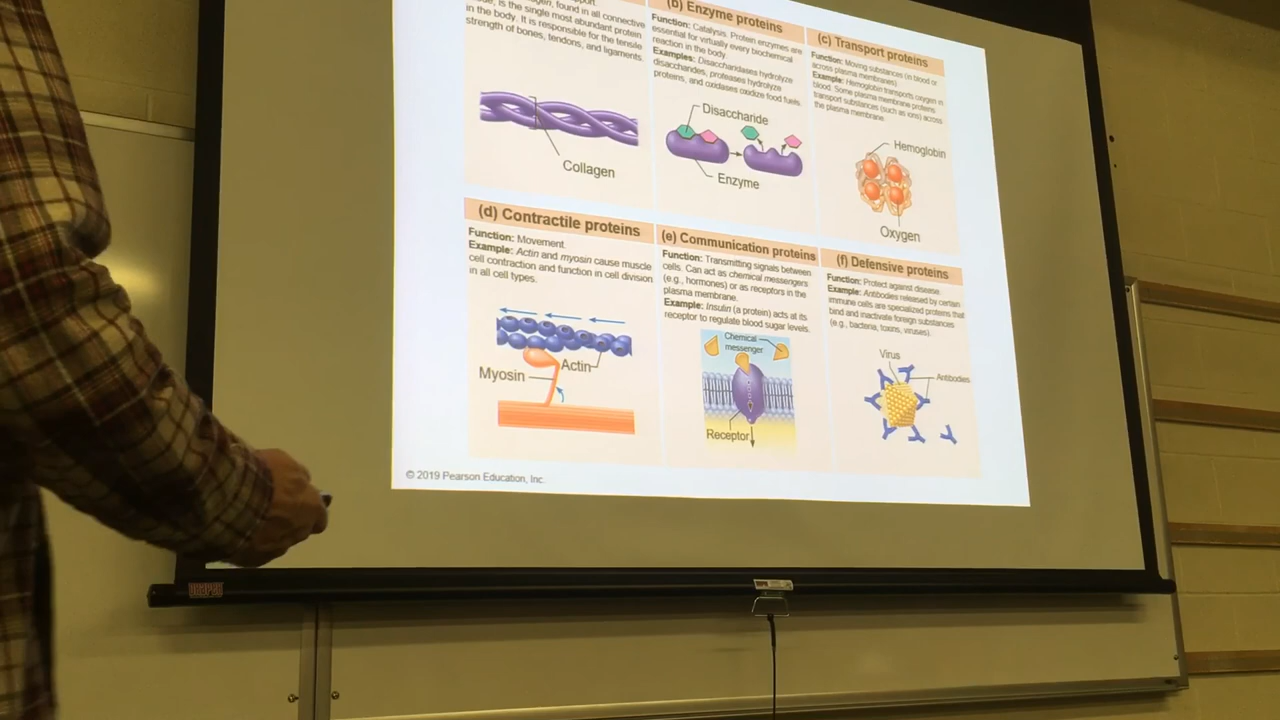 port.
gen, found in all connective
is the single most abundant protein
in the body. It is responsible for the tensile
strength of bones, tendons, and ligaments.
Collagen
(b) Enzyme proteins
Function: Catalysis. Protein enzymes are
essential for virtually every biochemical
reaction in the body
Examples: Disaccharidases hydrolyze
disaccharides, proteases hydrolyze
proteins, and oxidases oxidize food fuels.
Disaccharide
Enzyme
(c) Transport proteins
Function: Moving substances (in blood or
across plasma membranes)
Example: Hemoglobin transports oxygen in
blood. Some plasma membrane proteins
transport substances (such as ions) across
the plasma membrane.
Hemoglobin
Oxygen
(d) Contractile proteins
Function: Movement.
Example: Actin and myosin cause muscle
cell contraction and function in cell division
in all cell types.
Actin
Myosin
(e) Communication proteins
Function: Transmitting signals between
cells. Can act as chemical messengers
(e.g., hormones) or as receptors in the
plasma membrane.
Example: Insulin (a protein) acts at its
receptor to regulate blood sugar levels.
Chemical
messenger
Receptor
(f) Defensive proteins
Function: Protect against disease.
Example: Antibodies released by certain
immune cells are specialized proteins that
bind and inactivate foreign substances
(e.g., bacteria, toxins, viruses).
Virus
Antibodies
© 2019 Pearson Education, Inc.
DRAPER